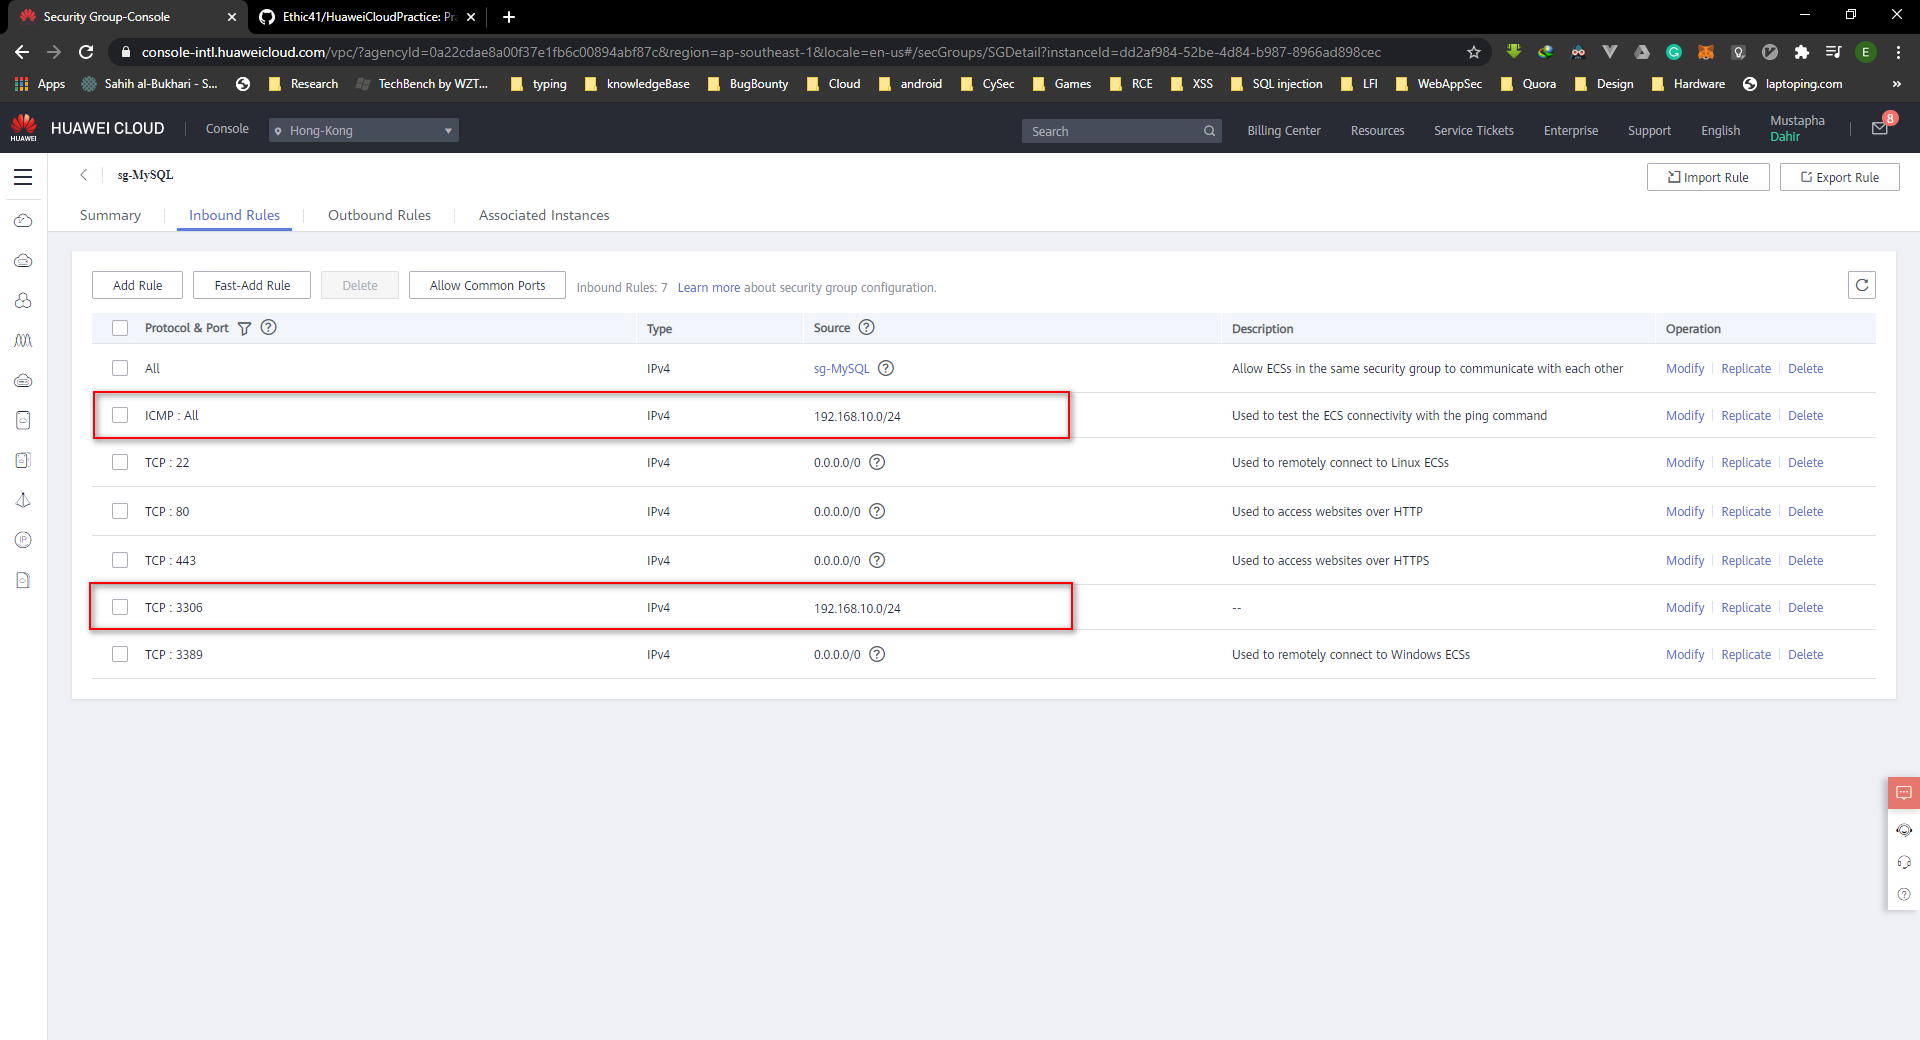 Security Group-Console
Ethic41/HuaweiCloudPractice: Pra
console-intl.huaweicloud.com/vpc/?agencyId=0a22cdae8a00f37e1fb6c00894abf87c&region=ap-southeast-1&locale=en-us#/secGroups/SGDetail?instanceId=dd2af984-52be-4d84-b987-8966ad898cec
E
Apps Sahih al-Bukhari - S... Research TechBench by WZT... typing knowledgeBase BugBounty Cloud android CySec Games RCE XSS SQL injection LFI WebAppSec Quora Design Hardware laptoping.com »
HUAWEI
HUAWEI CLOUD Console Hong-Kong Search Billing Center Resources Service Tickets Enterprise Support English Mustapha Dahir 8
sg-MySQL
Import Rule Export Rule
Summary Inbound Rules Outbound Rules Associated Instances
Add Rule Fast-Add Rule Delete Allow Common Ports Inbound Rules: 7 Learn more about security group configuration.
Protocol & Port ? Type Source ? Description Operation
All IPv4 sg-MySQL ? Allow ECSs in the same security group to communicate with each other Modify Replicate Delete
ICMP : All IPv4 192.168.10.0/24 Used to test the ECS connectivity with the ping command Modify Replicate Delete
TCP : 22 IPv4 0.0.0.0/0 ? Used to remotely connect to Linux ECSs Modify Replicate Delete
TCP : 80 IPv4 0.0.0.0/0 ? Used to access websites over HTTP Modify Replicate Delete
TCP : 443 IPv4 0.0.0.0/0 ? Used to access websites over HTTPS Modify Replicate Delete
TCP : 3306 IPv4 192.168.10.0/24 -- Modify Replicate Delete
TCP : 3389 IPv4 0.0.0.0/0 ? Used to remotely connect to Windows ECSs Modify Replicate Delete
IP
?